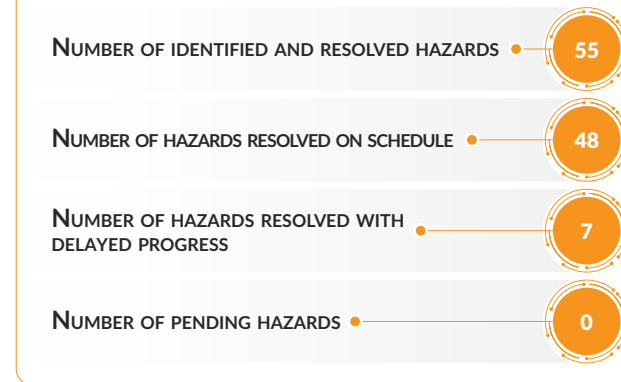 Number of identified and resolved hazards 55
Number of hazards resolved on schedule 48
Number of hazards resolved with
delayed progress 7
Number of pending hazards 0